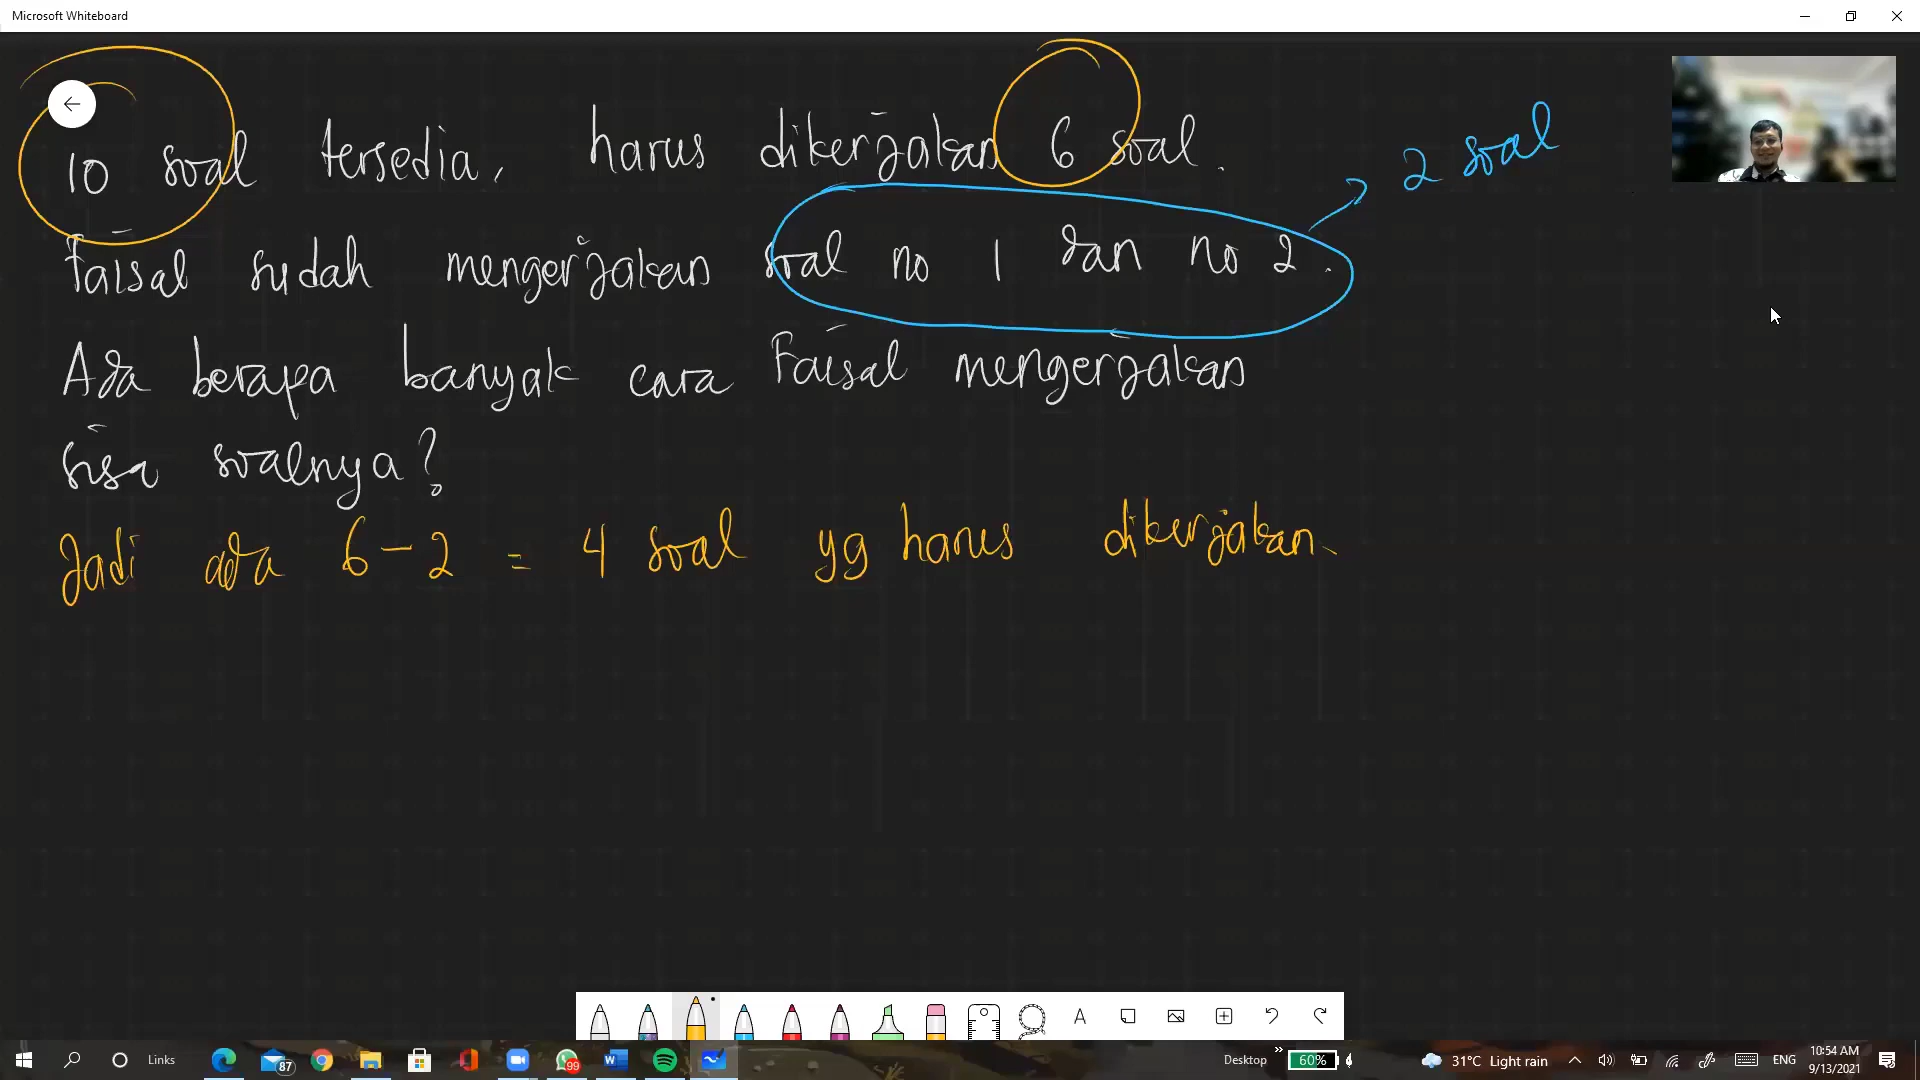 Microsoft Whiteboard
10 soal tersedia, harus dikerjakan 6 soal.
2 soal
Faisal sudah mengerjakan soal no 1 dan no 2.
Ada berapa banyak cara Faisal mengerjakan
sisa soalnya?
Jadi ada 6-2 = 4 soal yg harus dikerjakan.
A
Links
87
99
Desktop
60%
31°C Light rain
ENG
10:54 AM
9/13/2021